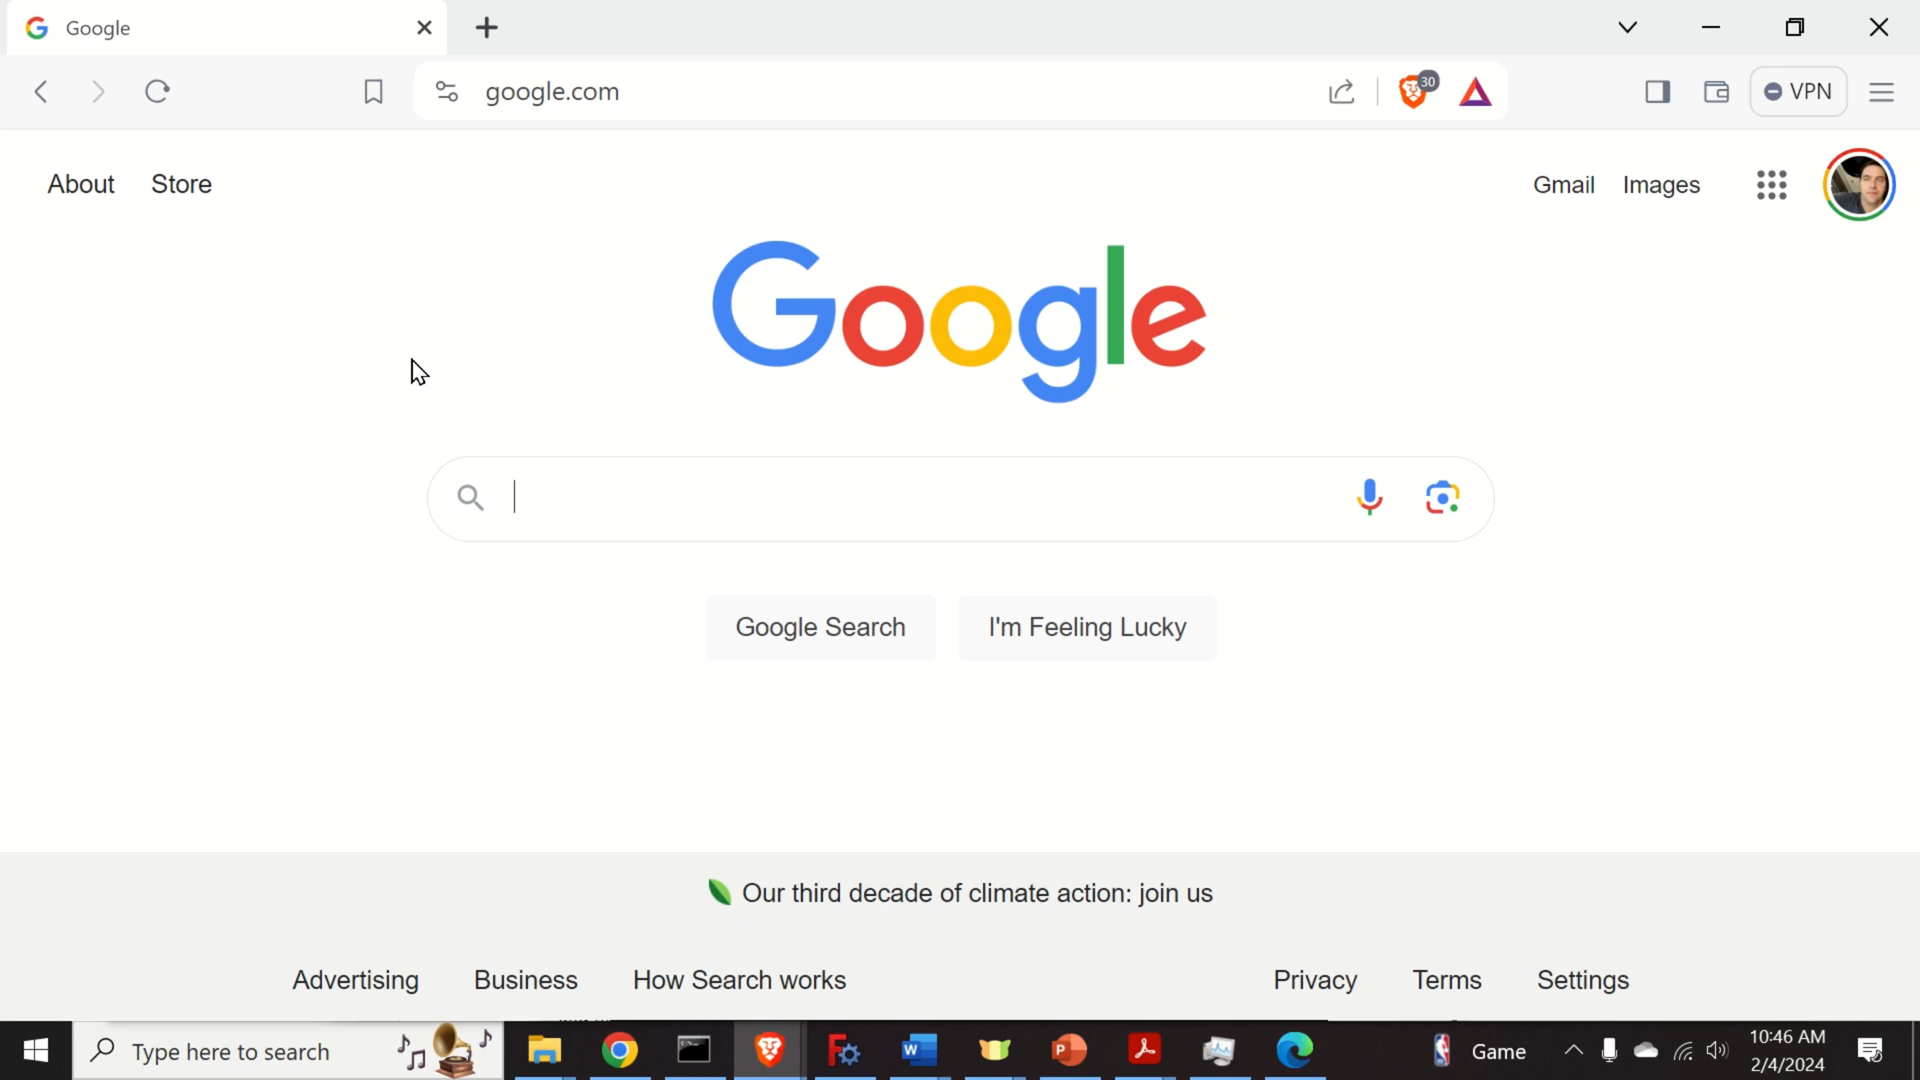 Google
google.com
30
VPN
About
Store
Gmail
Images
Google
Google Search
I'm Feeling Lucky
Our third decade of climate action: join us
Advertising
Business
How Search works
Privacy
Terms
Settings
Type here to search
Game
10:46 AM
2/4/2024